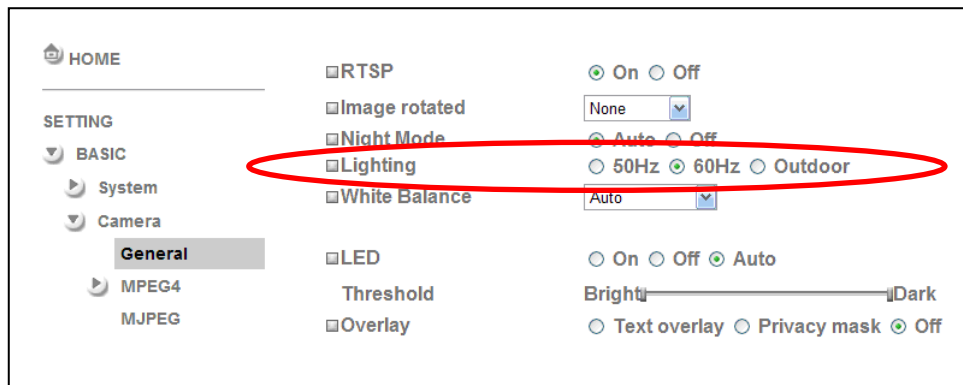 HOME
SETTING
BASIC
System
Camera
General
MPEG4
MJPEG
RTSP On Off
Image rotated None
Night Mode Auto Off
Lighting 50Hz 60Hz Outdoor
White Balance Auto
LED On Off Auto
Threshold Bright Dark
Overlay Text overlay Privacy mask Off